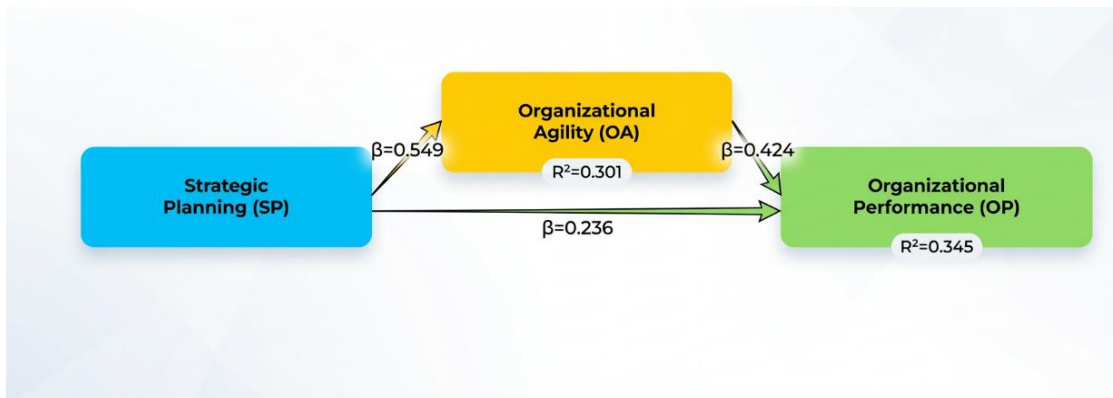 Organizational
Agility (OA)
R²=0.301
β=0.549
β=0.424
Strategic
Planning (SP)
Organizational
Performance (OP)
β=0.236
R²=0.345